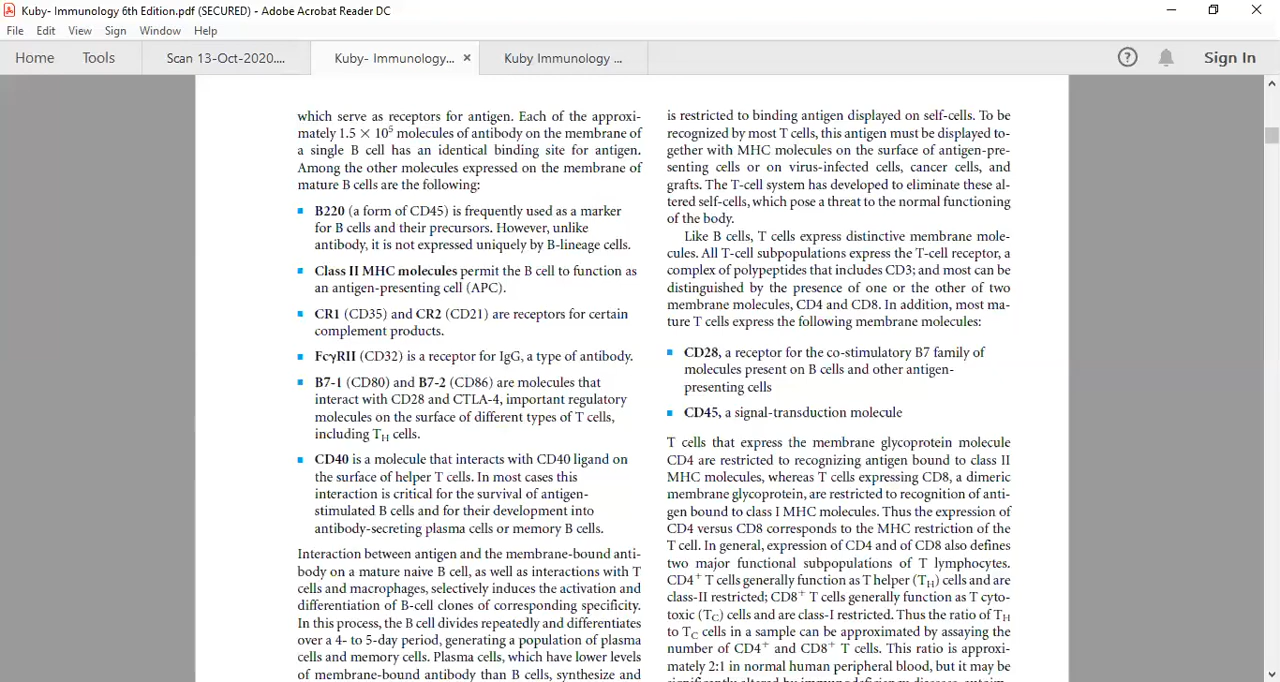 Kuby- Immunology 6th Edition.pdf (SECURED) - Adobe Acrobat Reader DC
File Edit View Sign Window Help
Home Tools Scan 13-Oct-2020.... Kuby- Immunology... × Kuby Immunology ... Sign In
which serve as receptors for antigen. Each of the approxi-
mately 1.5 × 10⁵ molecules of antibody on the membrane of
a single B cell has an identical binding site for antigen.
Among the other molecules expressed on the membrane of
mature B cells are the following:
■ B220 (a form of CD45) is frequently used as a marker
for B cells and their precursors. However, unlike
antibody, it is not expressed uniquely by B-lineage cells.
■ Class II MHC molecules permit the B cell to function as
an antigen-presenting cell (APC).
■ CR1 (CD35) and CR2 (CD21) are receptors for certain
complement products.
■ FcγRII (CD32) is a receptor for IgG, a type of antibody.
■ B7-1 (CD80) and B7-2 (CD86) are molecules that
interact with CD28 and CTLA-4, important regulatory
molecules on the surface of different types of T cells,
including TH cells.
■ CD40 is a molecule that interacts with CD40 ligand on
the surface of helper T cells. In most cases this
interaction is critical for the survival of antigen-
stimulated B cells and for their development into
antibody-secreting plasma cells or memory B cells.
Interaction between antigen and the membrane-bound anti-
body on a mature naive B cell, as well as interactions with T
cells and macrophages, selectively induces the activation and
differentiation of B-cell clones of corresponding specificity.
In this process, the B cell divides repeatedly and differentiates
over a 4- to 5-day period, generating a population of plasma
cells and memory cells. Plasma cells, which have lower levels
of membrane-bound antibody than B cells, synthesize and
is restricted to binding antigen displayed on self-cells. To be
recognized by most T cells, this antigen must be displayed to-
gether with MHC molecules on the surface of antigen-pre-
senting cells or on virus-infected cells, cancer cells, and
grafts. The T-cell system has developed to eliminate these al-
tered self-cells, which pose a threat to the normal functioning
of the body.
Like B cells, T cells express distinctive membrane mole-
cules. All T-cell subpopulations express the T-cell receptor, a
complex of polypeptides that includes CD3; and most can be
distinguished by the presence of one or the other of two
membrane molecules, CD4 and CD8. In addition, most ma-
ture T cells express the following membrane molecules:
■ CD28, a receptor for the co-stimulatory B7 family of
molecules present on B cells and other antigen-
presenting cells
■ CD45, a signal-transduction molecule
T cells that express the membrane glycoprotein molecule
CD4 are restricted to recognizing antigen bound to class II
MHC molecules, whereas T cells expressing CD8, a dimeric
membrane glycoprotein, are restricted to recognition of anti-
gen bound to class I MHC molecules. Thus the expression of
CD4 versus CD8 corresponds to the MHC restriction of the
T cell. In general, expression of CD4 and of CD8 also defines
two major functional subpopulations of T lymphocytes.
CD4⁺ T cells generally function as T helper (TH) cells and are
class-II restricted; CD8⁺ T cells generally function as T cyto-
toxic (TC) cells and are class-I restricted. Thus the ratio of TH
to TC cells in a sample can be approximated by assaying the
number of CD4⁺ and CD8⁺ T cells. This ratio is approxi-
mately 2:1 in normal human peripheral blood, but it may be